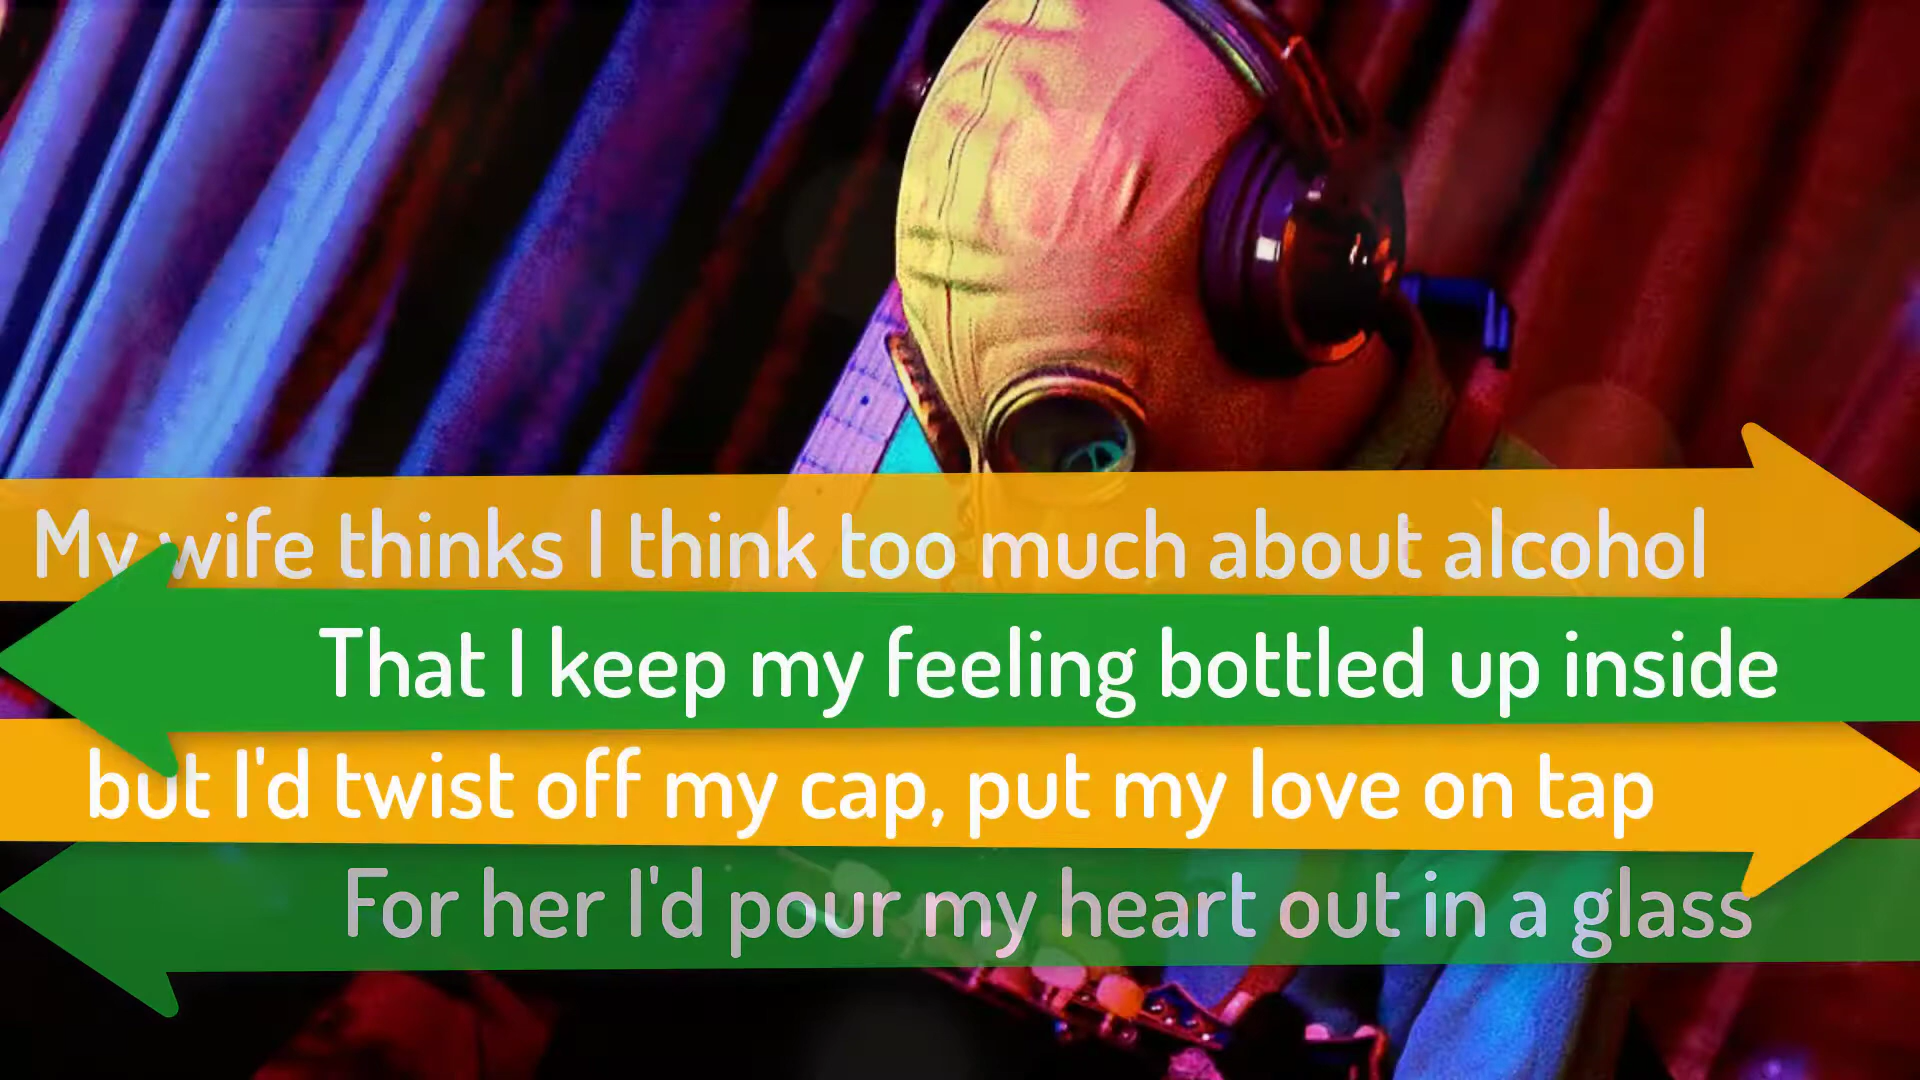 My wife thinks I think too much about alcohol
That I keep my feeling bottled up inside
but I'd twist off my cap, put my love on tap
For her I'd pour my heart out in a glass